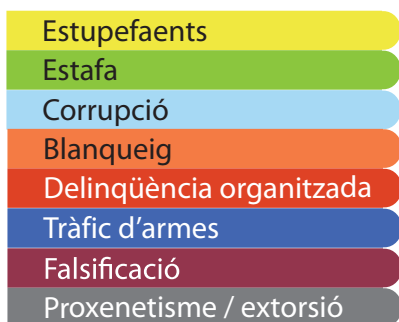 Estupefaents
Estafa
Corrupció
Blanqueig
Delinqüència organitzada
Tràfic d’armes
Falsificació
Proxenetisme / extorsió